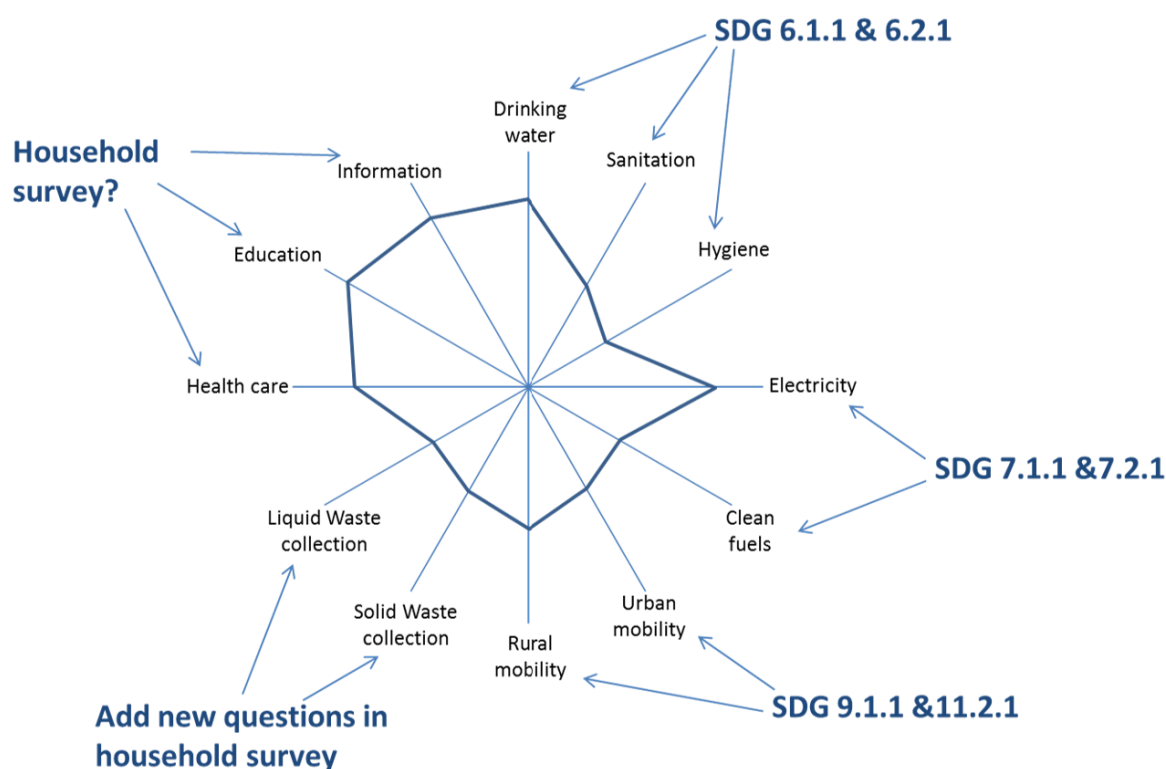 SDG 6.1.1 & 6.2.1
Drinking
water
Sanitation
Hygiene
Household
survey?
Information
Education
Health care
Electricity
SDG 7.1.1 &7.2.1
Clean
fuels
Liquid Waste
collection
Urban
mobility
Solid Waste
collection
Rural
mobility
SDG 9.1.1 &11.2.1
Add new questions in
household survey